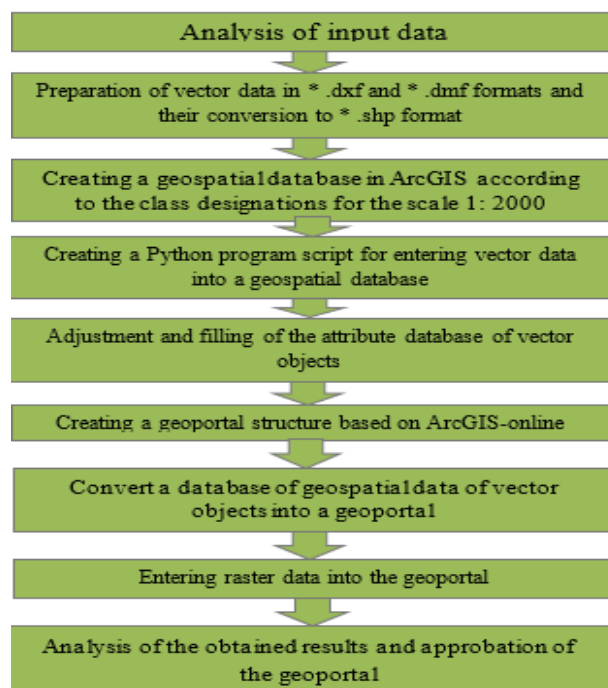 Analysis of input data
Preparation of vector data in * .dxf and * .dmf formats and
their conversion to * .shp format
Creating a geospatial database in ArcGIS according
to the class designations for the scale 1: 2000
Creating a Python program script for entering vector data
into a geospatial database
Adjustment and filling of the attribute database of vector
objects
Creating a geoportal structure based on ArcGIS-online
Convert a database of geospatial data of vector
objects into a geoportal
Entering raster data into the geoportal
Analysis of the obtained results and approbation of
the geoportal